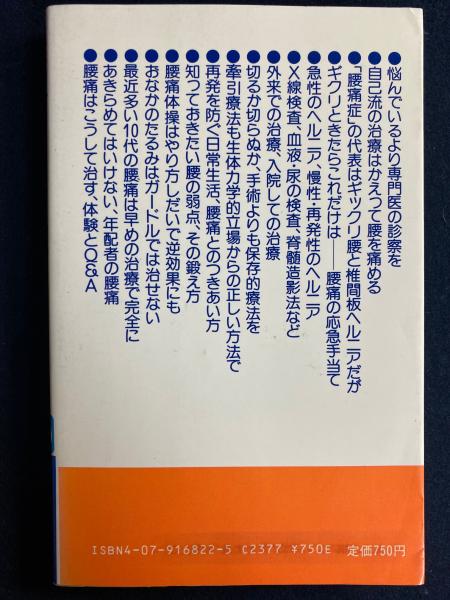 ●悩んでいるより専門医の診察を
●自己流の治療はかえって腰を痛める
●「腰痛症」の代表はギックリ腰と椎間板ヘルニアだが
●ギクリときたらこれだけは——腰痛の応急手当て
●急性のヘルニア、慢性・再発性のヘルニア
●X線検査、血液・尿の検査、脊髄造影法など
●外来での治療、入院しての治療
●切るか切らぬか、手術よりも保存的療法を
●牽引療法も生体力学的立場からの正しい方法で
●再発を防ぐ日常生活、腰痛とのつきあい方
●知っておきたい腰の弱点、その鍛え方
●腰痛体操はやり方しだいで逆効果にも
●おなかのたるみはガードルでは治せない
●最近多い10代の腰痛は早めの治療で完全に
●あきらめてはいけない、年配者の腰痛
●腰痛はこうして治す、体験とQ&A
ISBN4-07-916822-5 C2377 ¥750E 定価750円